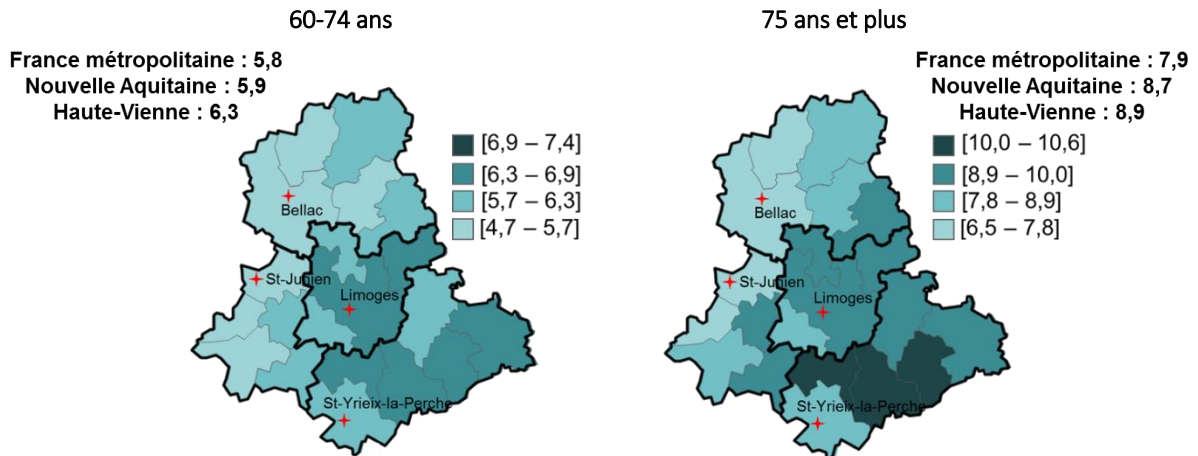 60-74 ans
France métropolitaine : 5,8
Nouvelle Aquitaine : 5,9
Haute-Vienne : 6,3
[6,9 – 7,4]
[6,3 – 6,9]
[5,7 – 6,3]
[4,7 – 5,7]
Bellac
St-Junien
Limoges
St-Yrieix-la-Perche
75 ans et plus
France métropolitaine : 7,9
Nouvelle Aquitaine : 8,7
Haute-Vienne : 8,9
[10,0 – 10,6]
[8,9 – 10,0]
[7,8 – 8,9]
[6,5 – 7,8]
Bellac
St-Junien
Limoges
St-Yrieix-la-Perche